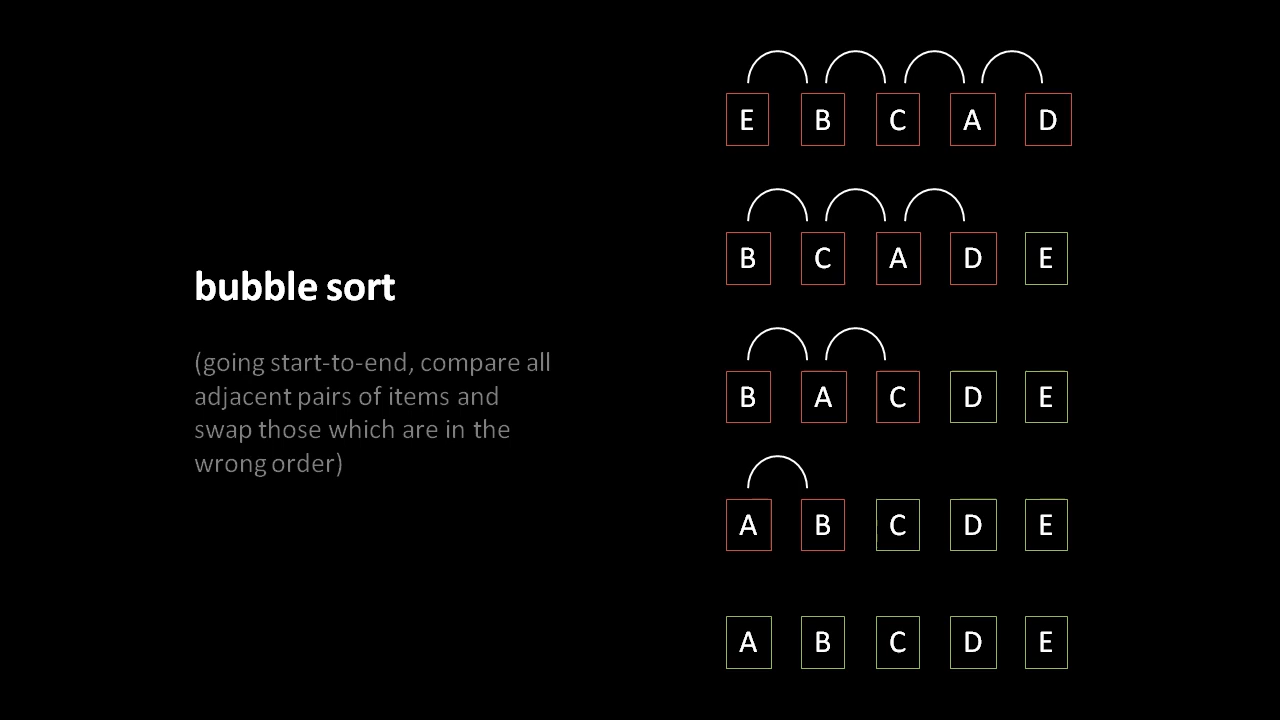 bubble sort
(going start-to-end, compare all
adjacent pairs of items and
swap those which are in the
wrong order)
E B C A D
B C A D E
B A C D E
A B C D E
A B C D E